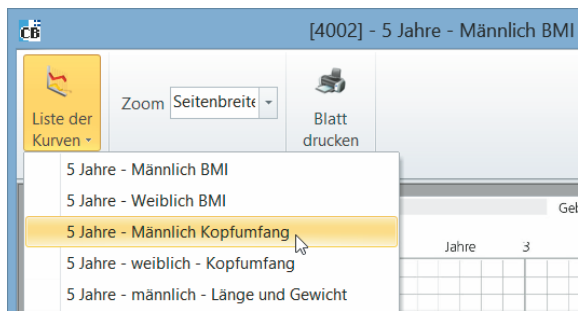 CB
[4002] - 5 Jahre - Männlich BMI
Liste der
Kurven
Zoom Seitenbreite
Blatt
drucken
5 Jahre - Männlich BMI
5 Jahre - Weiblich BMI
5 Jahre - Männlich Kopfumfang
5 Jahre - weiblich - Kopfumfang
5 Jahre - männlich - Länge und Gewicht
Geb
Jahre 3